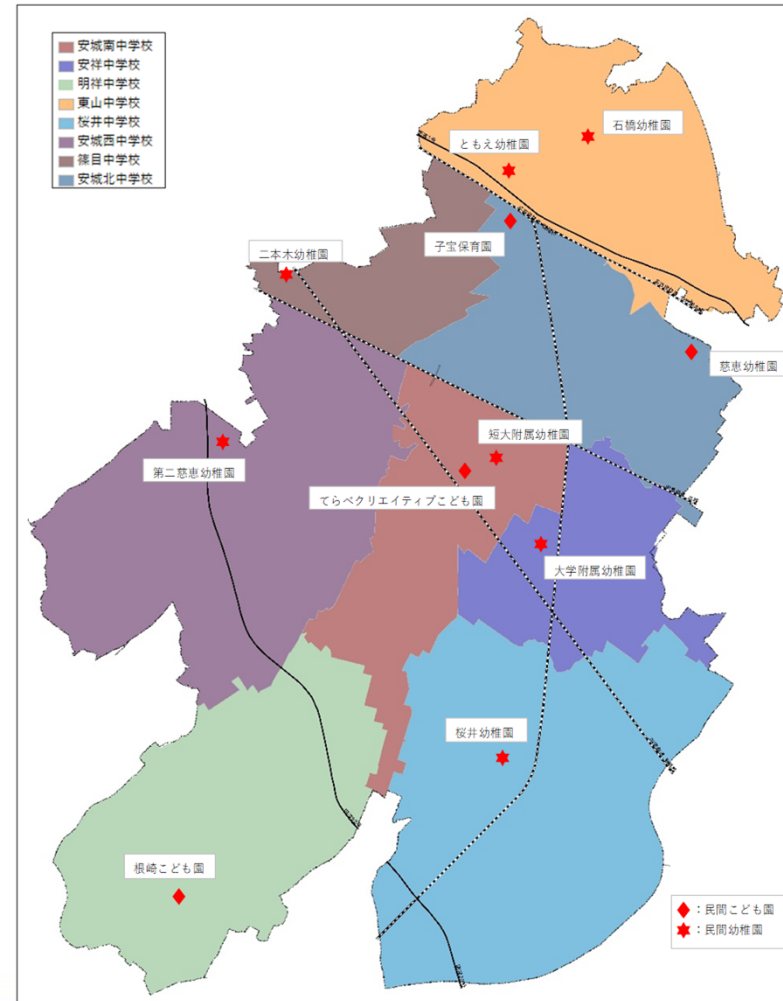 安城南中学校
安祥中学校
明祥中学校
東山中学校
桜井中学校
安城西中学校
篠目中学校
安城北中学校
石橋幼稚園
ともえ幼稚園
子宝保育園
二本木幼稚園
慈恵幼稚園
短大附属幼稚園
第二慈恵幼稚園
てらべクリエイティブこども園
大学附属幼稚園
桜井幼稚園
根崎こども園
：民間こども園
：民間幼稚園